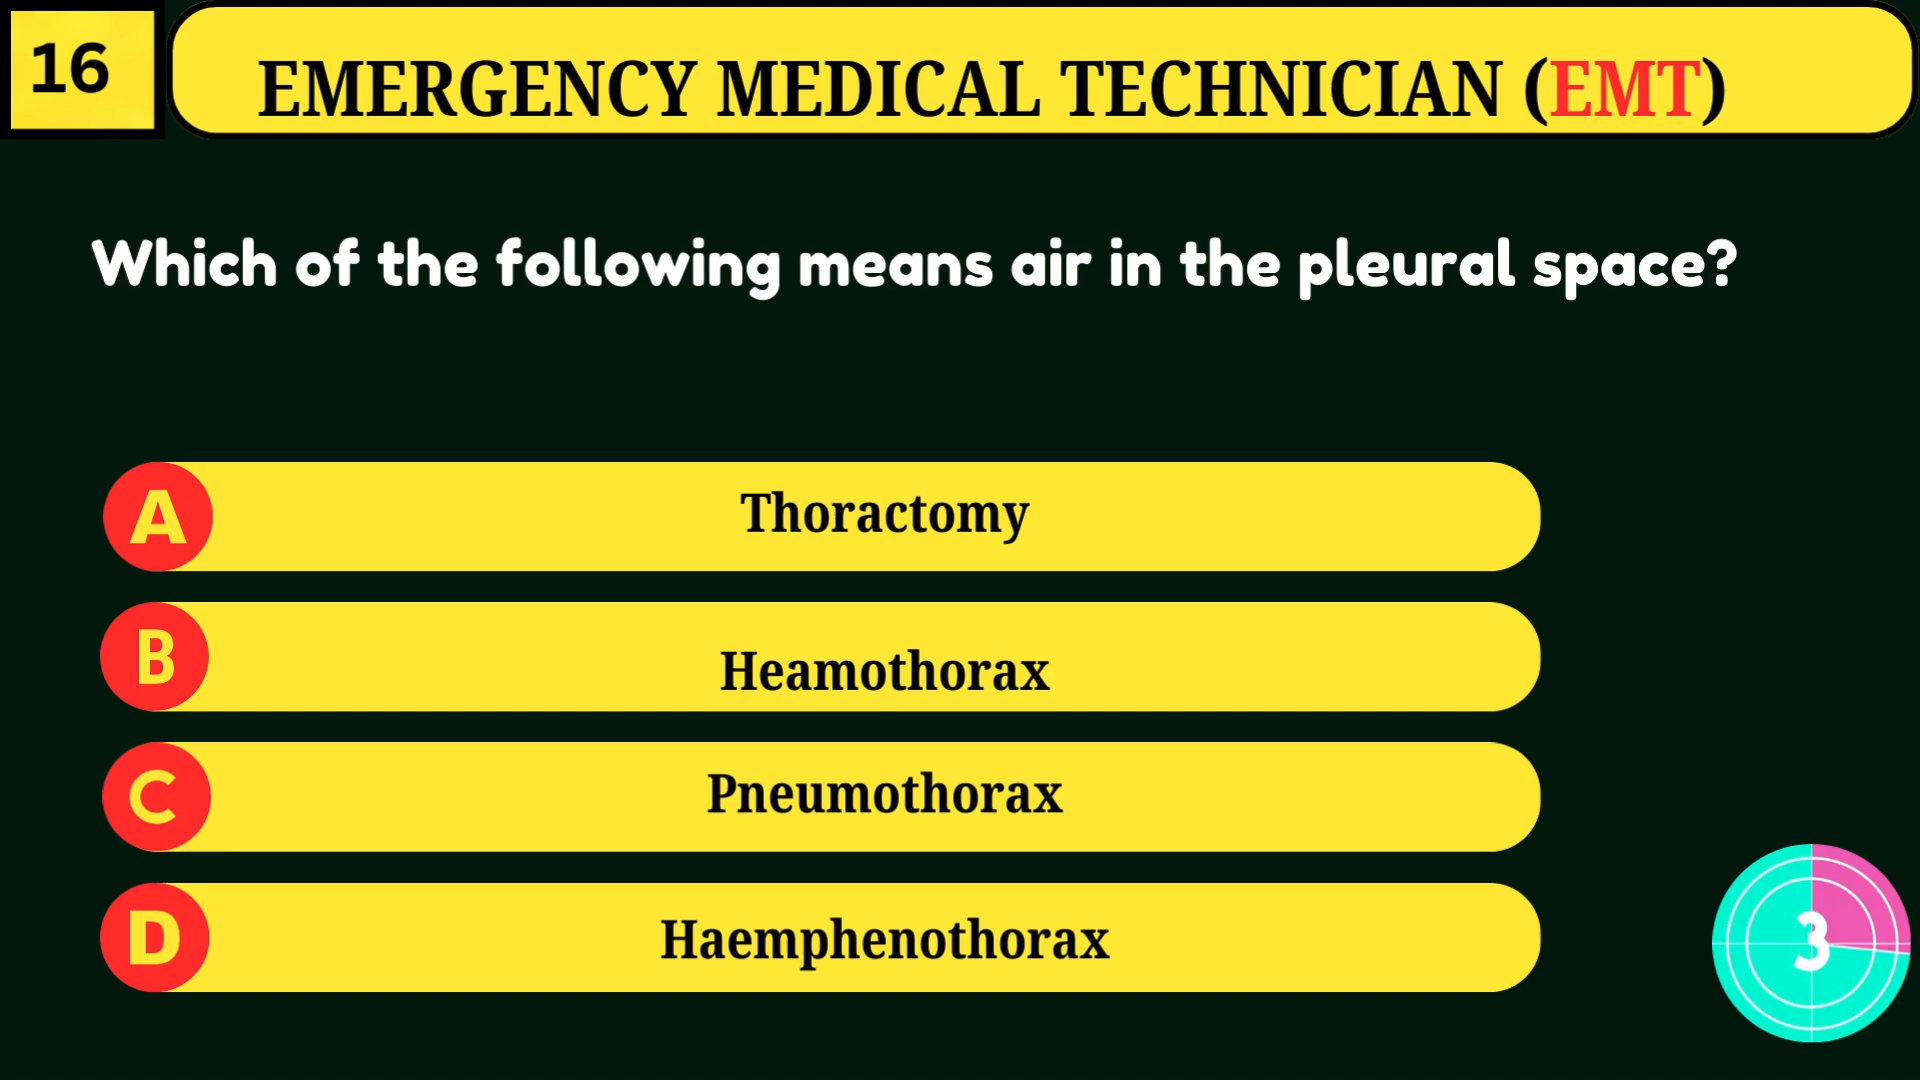 16
EMERGENCY MEDICAL TECHNICIAN (EMT)
Which of the following means air in the pleural space?
A
Thoractomy
B
Heamothorax
C
Pneumothorax
D
Haemphenothorax
3